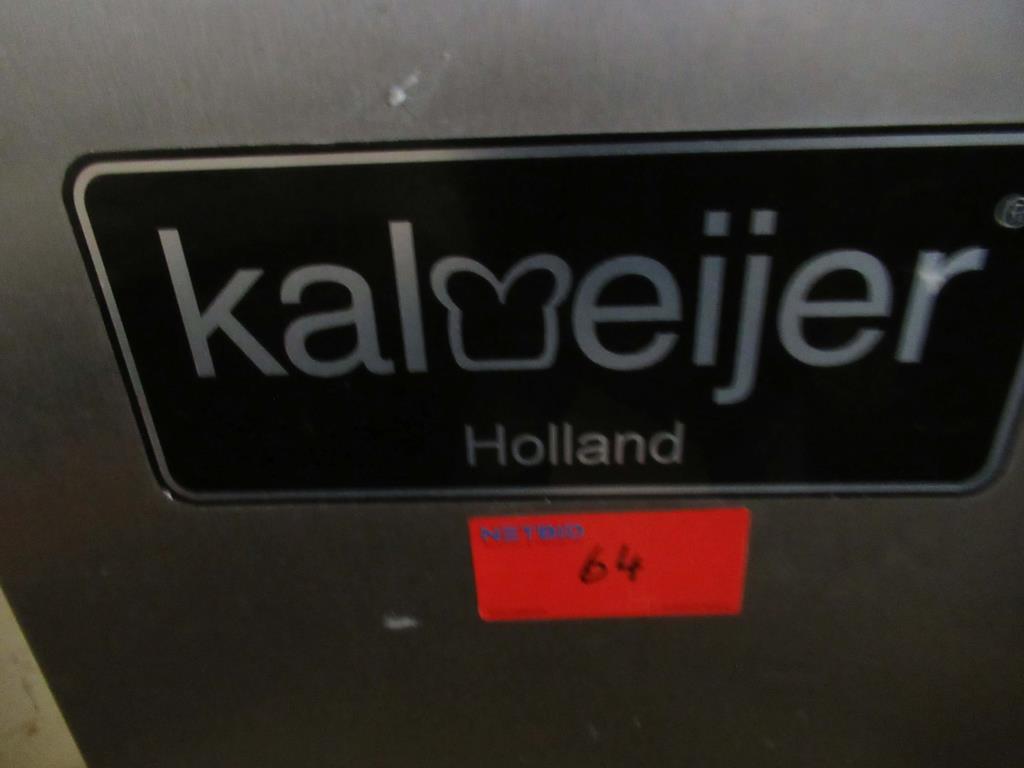 kalmeijer ®
Holland
NETBID
64